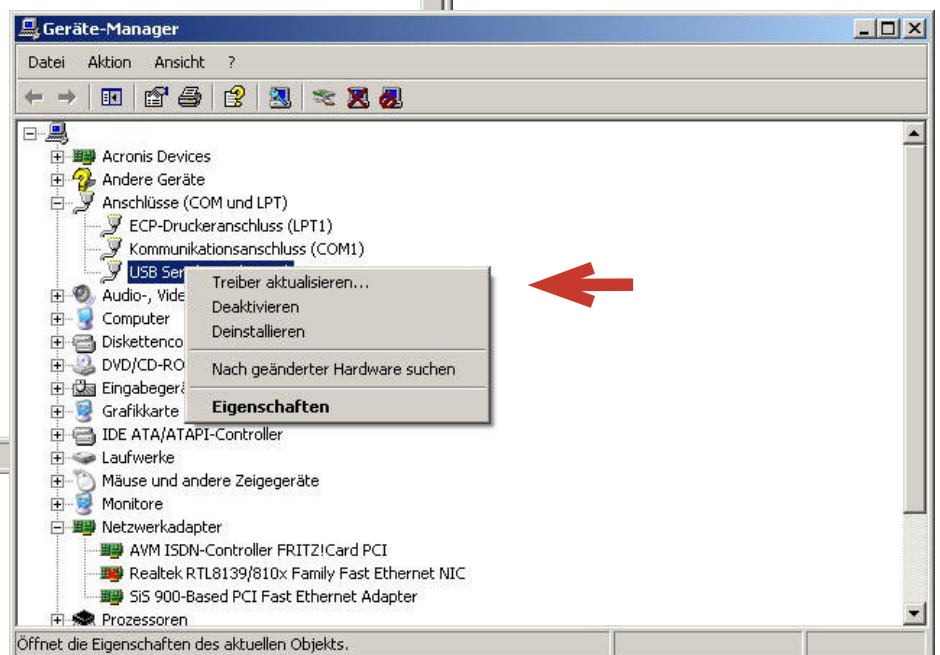 Geräte-Manager
Datei Aktion Ansicht ?
Acronis Devices
Andere Geräte
Anschlüsse (COM und LPT)
ECP-Druckeranschluss (LPT1)
Kommunikationsanschluss (COM1)
USB Ser
Audio-, Vide
Computer
Diskettenco
DVD/CD-RO
Eingabegerä
Grafikkarte
Treiber aktualisieren...
Deaktivieren
Deinstallieren
Nach geänderter Hardware suchen
Eigenschaften
IDE ATA/ATAPI-Controller
Laufwerke
Mäuse und andere Zeigegeräte
Monitore
Netzwerkadapter
AVM ISDN-Controller FRITZ!Card PCI
Realtek RTL8139/810x Family Fast Ethernet NIC
SiS 900-Based PCI Fast Ethernet Adapter
Prozessoren
Öffnet die Eigenschaften des aktuellen Objekts.